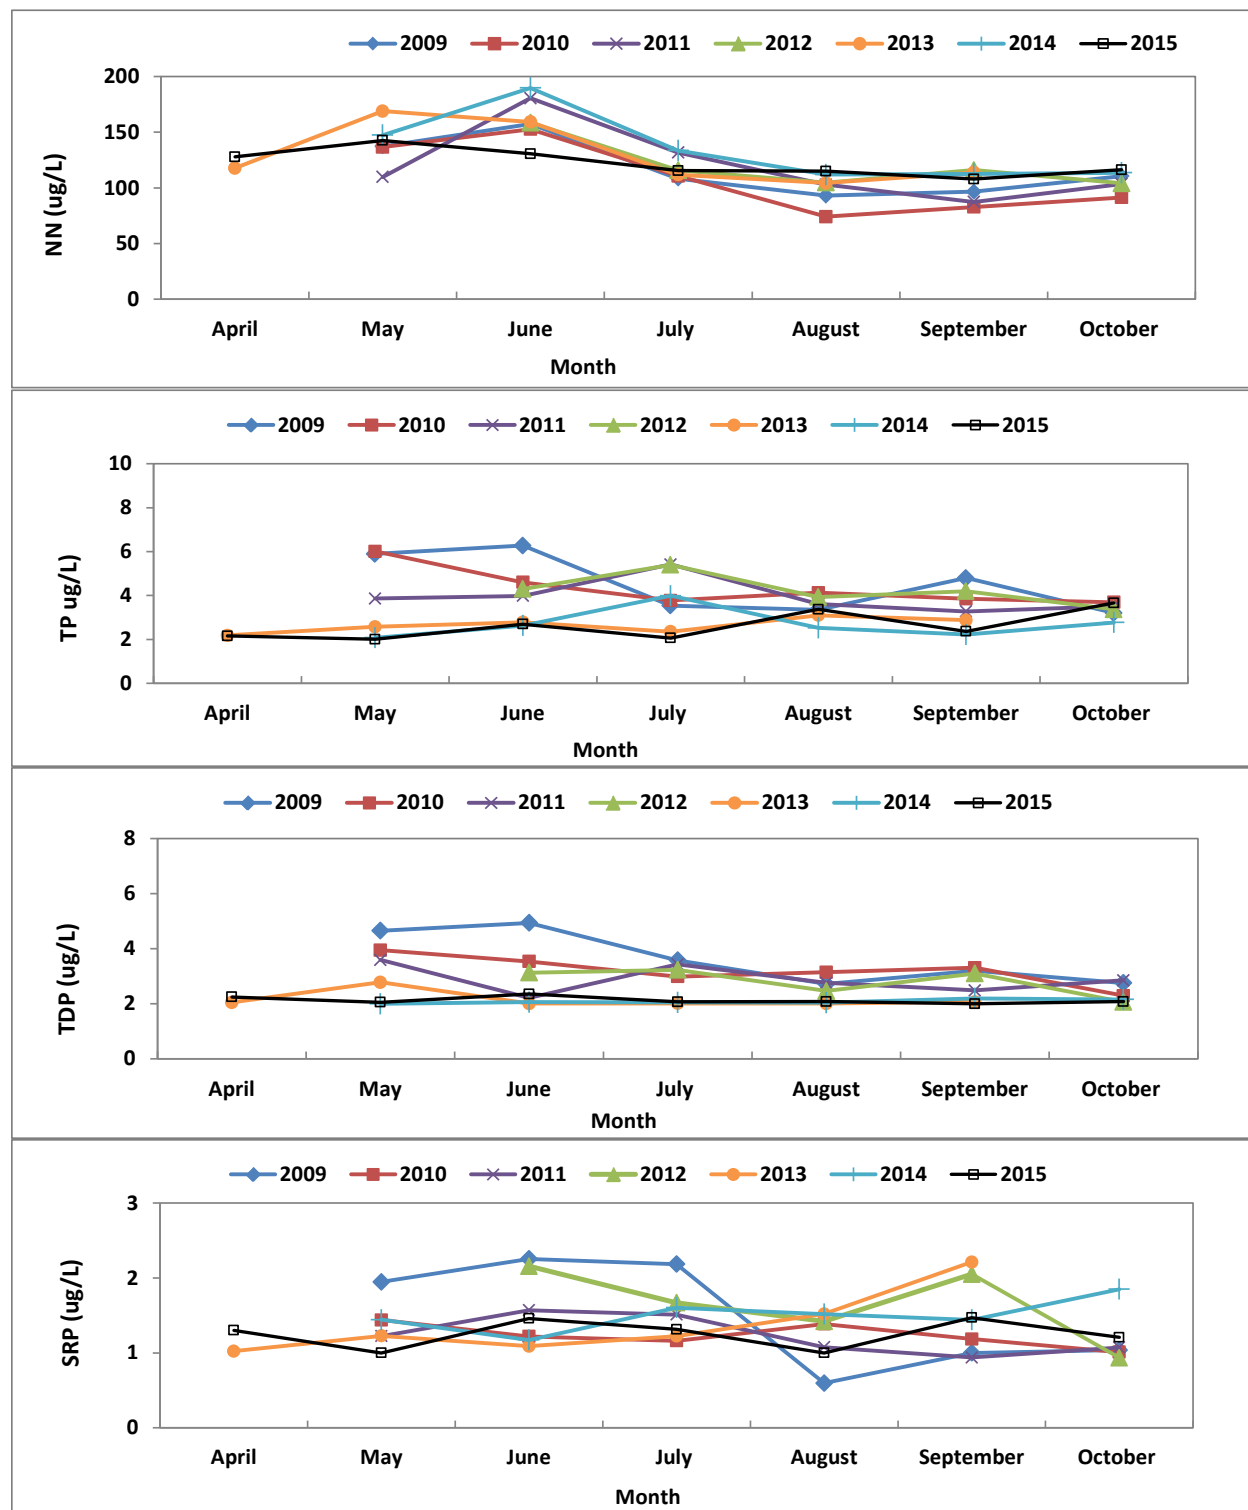 2009 2010 2011 2012 2013 2014 2015
200
150
100
50
0
NN (ug/L)
April May June July August September October
Month
2009 2010 2011 2012 2013 2014 2015
10
8
6
4
2
0
TP ug/L)
April May June July August September October
Month
2009 2010 2011 2012 2013 2014 2015
8
6
4
2
0
TDP (ug/L)
April May June July August September October
Month
2009 2010 2011 2012 2013 2014 2015
3
2
1
0
SRP (ug/L)
April May June July August September October
Month